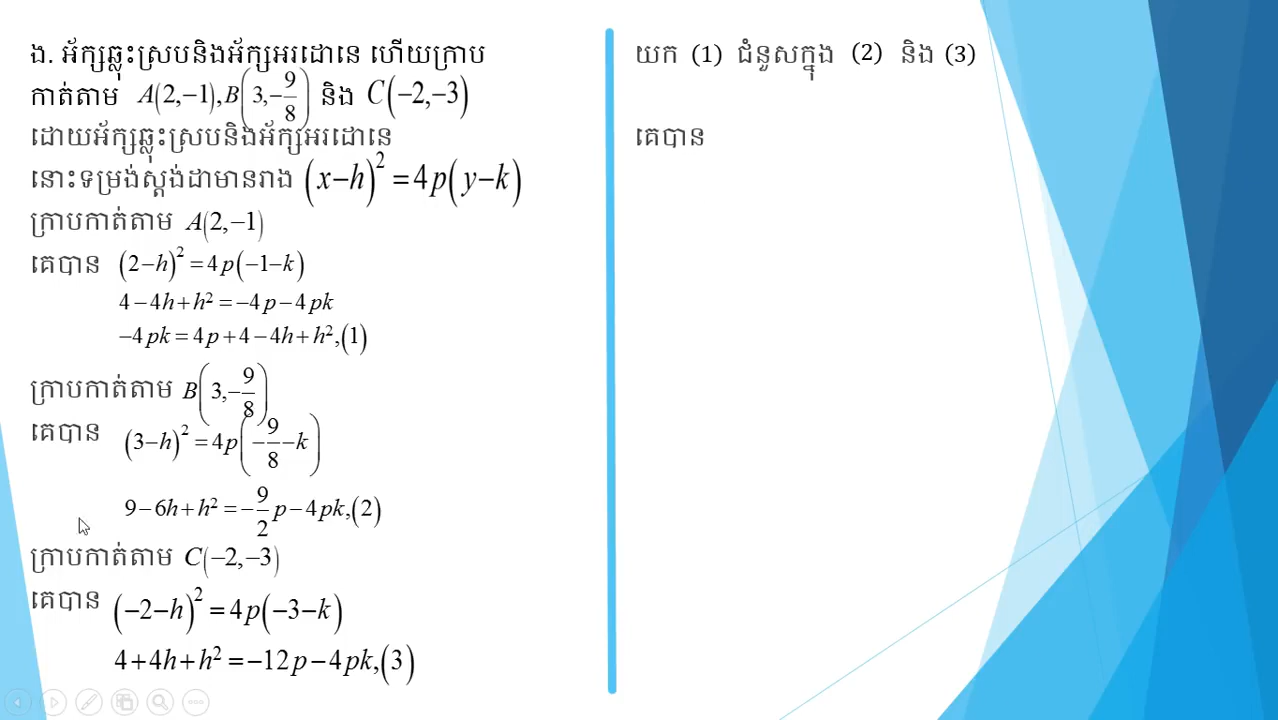 ង. អ័ក្សឆ្លុះស្របនិងអ័ក្សអរដោនេ ហើយក្រាប
កាត់តាម A(2,−1),B(3,−9/8) និង C(−2,−3)
ដោយអ័ក្សឆ្លុះស្របនិងអ័ក្សអរដោនេ
នោះទម្រង់ស្តង់ដាមានរាង (x−h)² = 4p(y−k)
ក្រាបកាត់តាម A(2,−1)
គេបាន (2−h)² = 4p(−1−k)
4−4h+h² = −4p−4pk
−4pk = 4p+4−4h+h²,(1)
ក្រាបកាត់តាម B(3,−9/8)
គេបាន (3−h)² = 4p(−9/8−k)
9−6h+h² = −9/2p−4pk,(2)
ក្រាបកាត់តាម C(−2,−3)
គេបាន (−2−h)² = 4p(−3−k)
4+4h+h² = −12p−4pk,(3)
យក (1) ជំនួសក្នុង (2) និង (3)
គេបាន